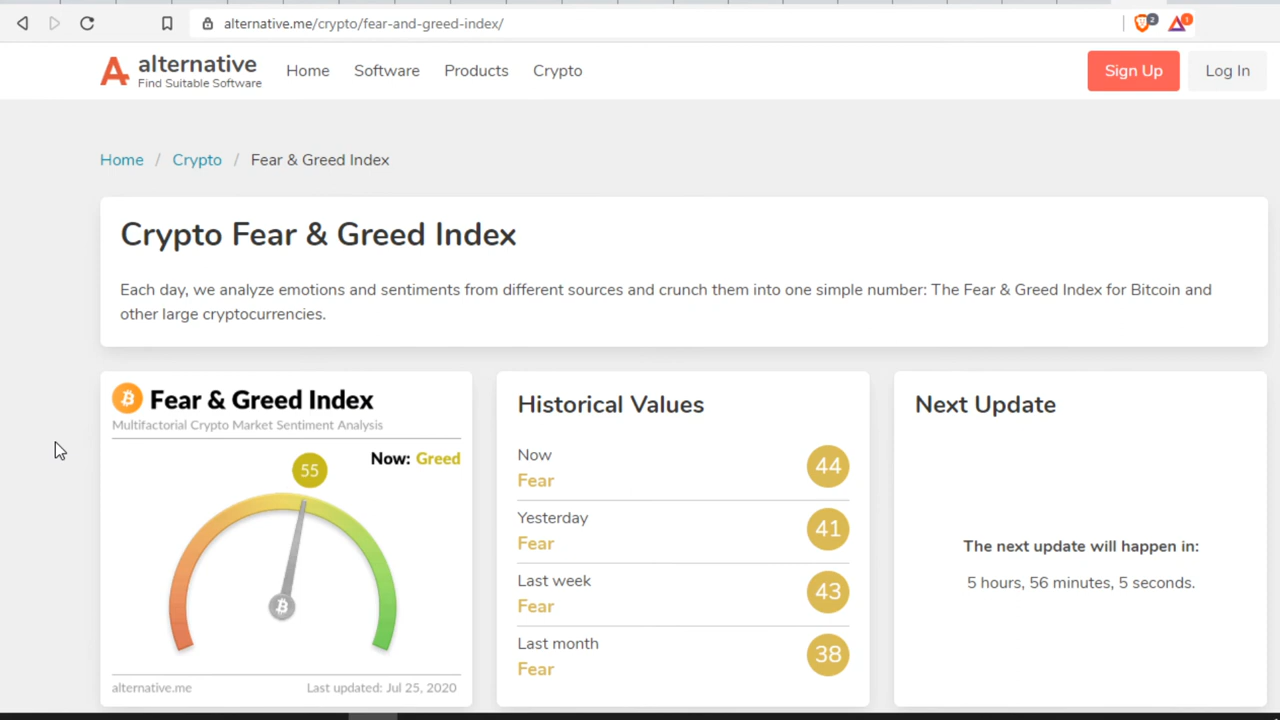 alternative.me/crypto/fear-and-greed-index/
2
1
alternative
Find Suitable Software
Home
Software
Products
Crypto
Sign Up
Log In
Home / Crypto / Fear & Greed Index
Crypto Fear & Greed Index
Each day, we analyze emotions and sentiments from different sources and crunch them into one simple number: The Fear & Greed Index for Bitcoin and
other large cryptocurrencies.
Fear & Greed Index
Multifactorial Crypto Market Sentiment Analysis
Now: Greed
55
alternative.me
Last updated: Jul 25, 2020
Historical Values
Now
Fear
44
Yesterday
Fear
41
Last week
Fear
43
Last month
Fear
38
Next Update
The next update will happen in:
5 hours, 56 minutes, 5 seconds.